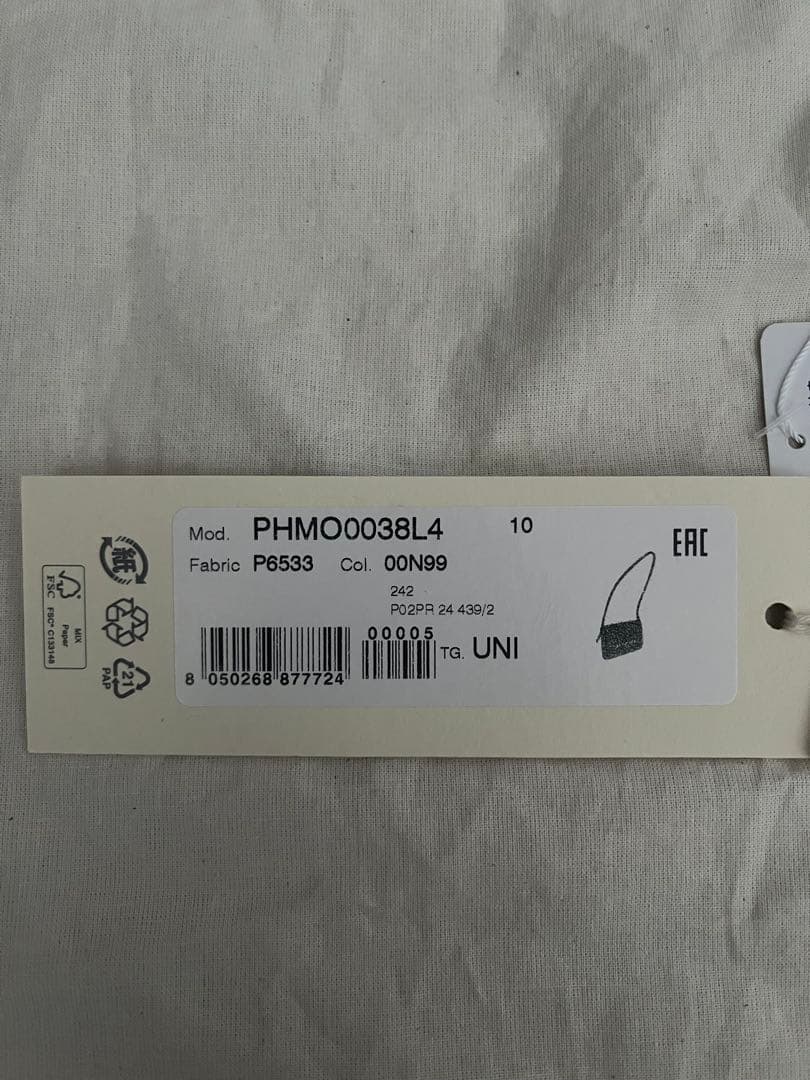 Mod. PHMO0038L4 10
Fabric P6533 Col. 00N99
242
P02PR 24 439/2
00005
TG. UNI
8 050268 877724
EAC
紙
21
PAP
FSC
MIX
Paper
FSC® C133148